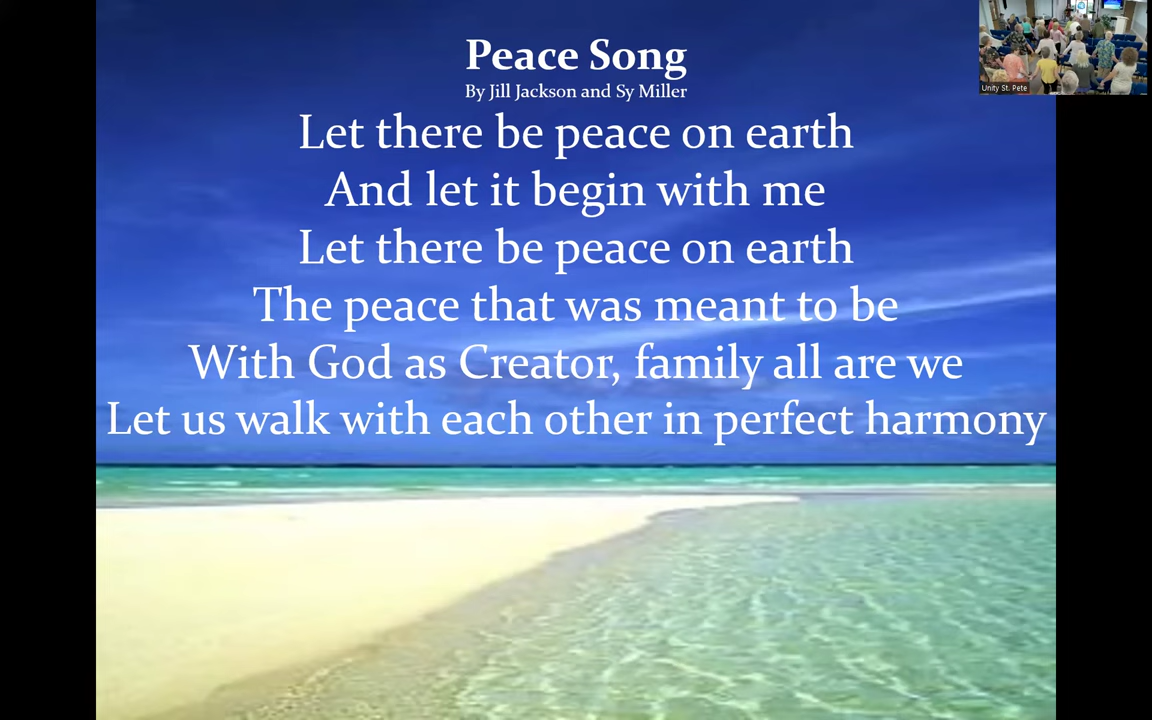 Peace Song
By Jill Jackson and Sy Miller
Let there be peace on earth
And let it begin with me
Let there be peace on earth
The peace that was meant to be
With God as Creator, family all are we
Let us walk with each other in perfect harmony
Unity St. Pete